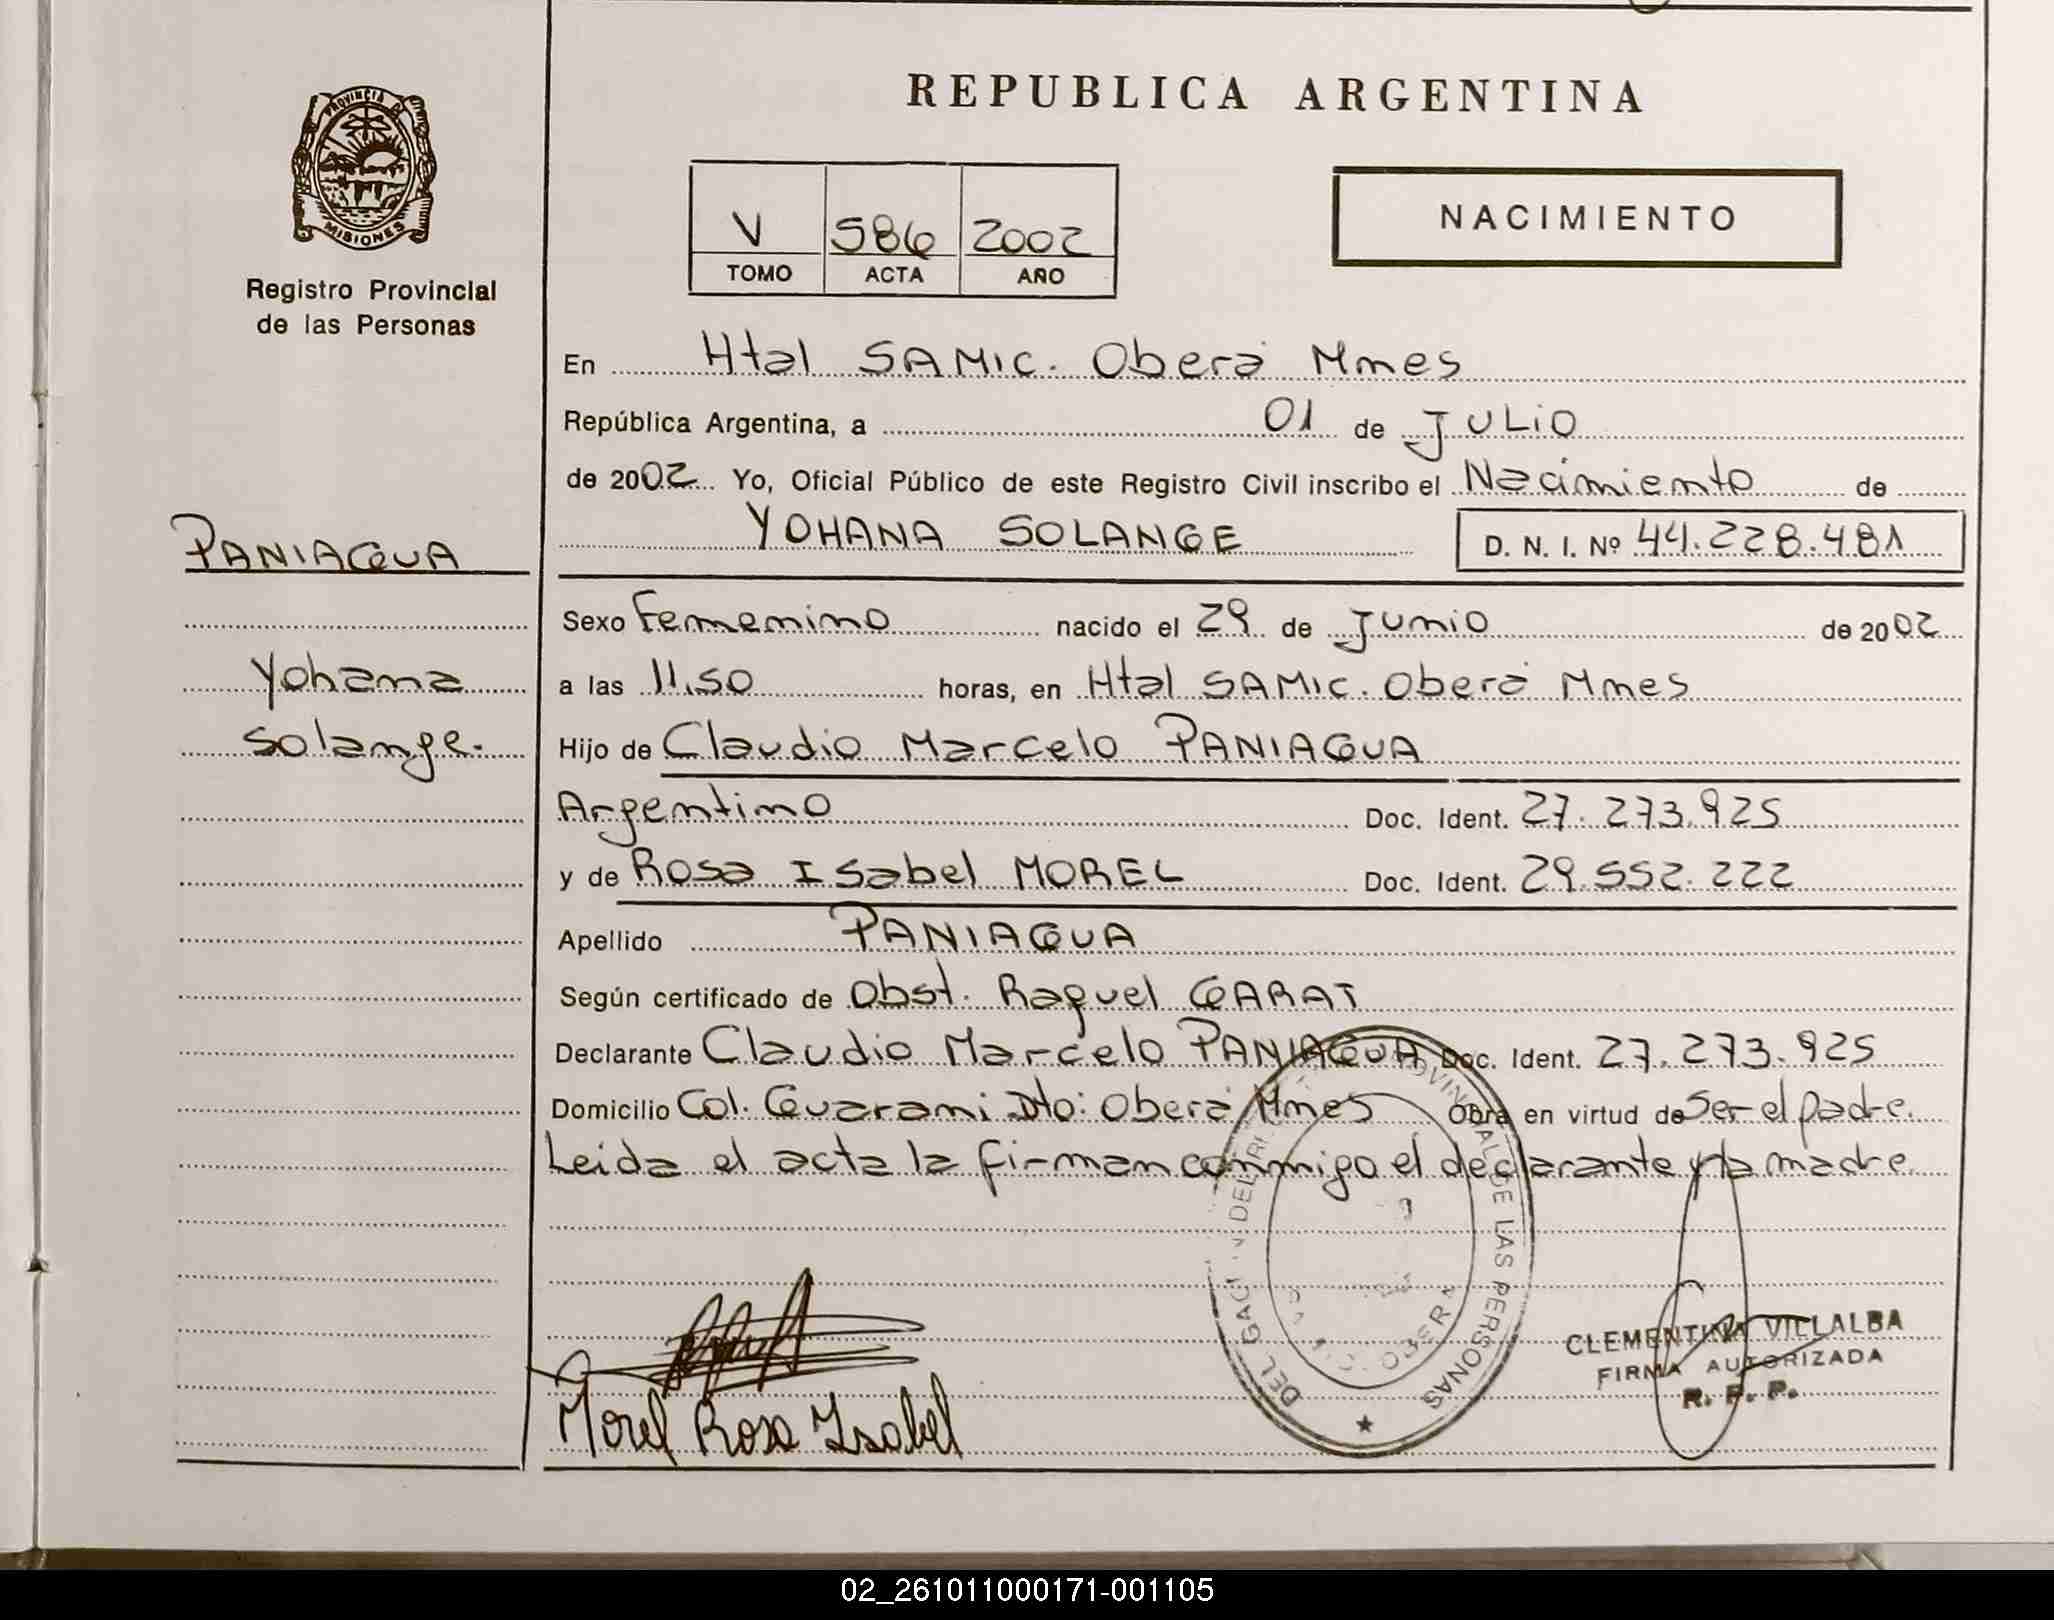 REPUBLICA ARGENTINA
PROVINCIA DE
MISIONES
Registro Provincial
de las Personas
V 586 2002
TOMO ACTA AÑO
NACIMIENTO
En Htal SAMIC. Oberá Mnes
República Argentina, a 01 de JULIO
de 2002 Yo, Oficial Público de este Registro Civil inscribo el Nacimiento de
YOHANA SOLANGE D. N. I. Nº 44.228.481
PANIAGUA
Yohana
Solange.
Sexo Femenino nacido el 29 de Junio de 2002
a las 11,50 horas, en Htal SAMIC. Oberá Mnes
Hijo de Claudio Marcelo PANIAGUA
Argentino Doc. Ident. 27.273.925
y de Rosa Isabel MOREL Doc. Ident. 29.552.222
Apellido PANIAGUA
Según certificado de Obst. Raquel GARAT
Declarante Claudio Marcelo PANIAGUA Doc. Ident. 27.273.925
Domicilio Col. Guarani Dto: Oberá Mnes Obra en virtud de Ser el padre.
Leida el acta la firman conmigo el declarante y la madre.
PROVINCIAL DE LAS PERSONAS
Morel Rosa Isabel
CLEMENTINA VILLALBA
FIRMA AUTORIZADA
R. P. P.
02_261011000171-001105